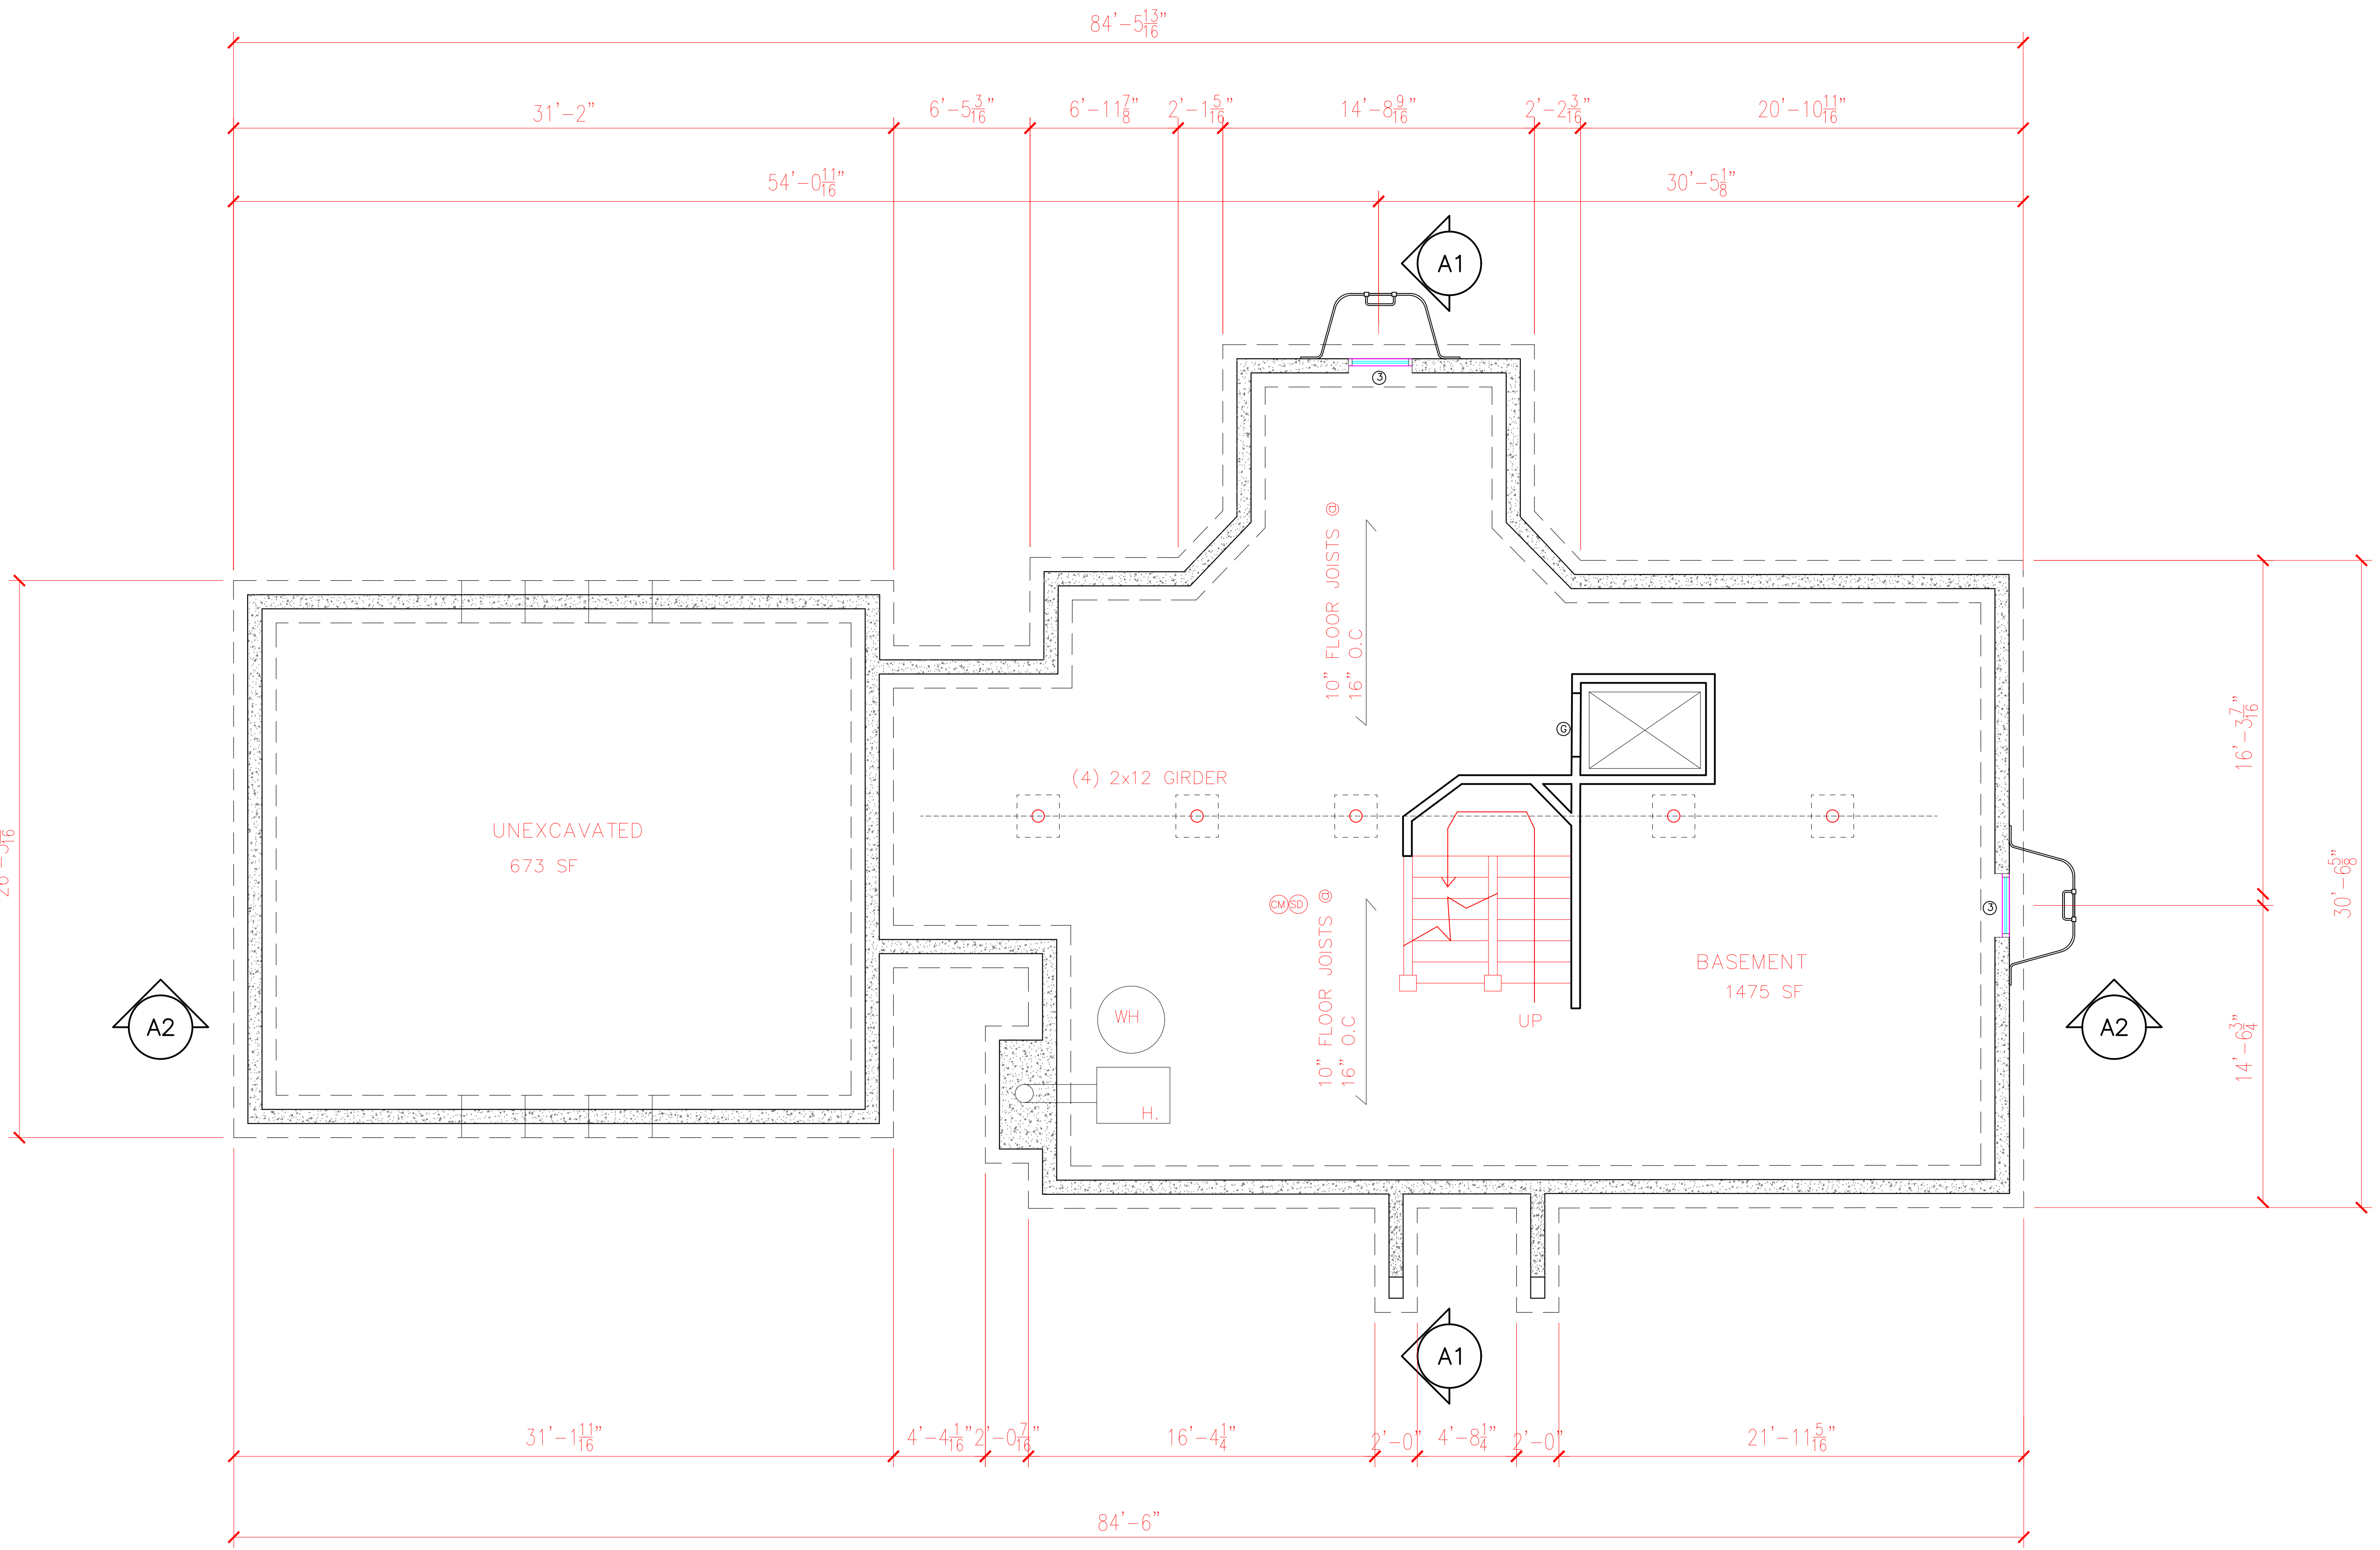 84'-5 13/16"
31'-2"
6'-5 3/16"
6'-11 7/8"
2'-1 5/16"
14'-8 9/16"
2'-2 3/16"
20'-10 11/16"
54'-0 11/16"
30'-5 1/8"
A1
3
10" FLOOR JOISTS @
16" O.C
G
16'-3 7/16"
(4) 2x12 GIRDER
UNEXCAVATED
673 SF
30'-6 5/8"
CM SD
3
10" FLOOR JOISTS @
16" O.C
BASEMENT
1475 SF
UP
WH
H.
A2
A2
14'-6 3/4"
A1
31'-1 11/16"
4'-4 1/16"
2'-0 7/16"
16'-4 1/4"
2'-0"
4'-8 1/4"
2'-0"
21'-11 5/16"
84'-6"